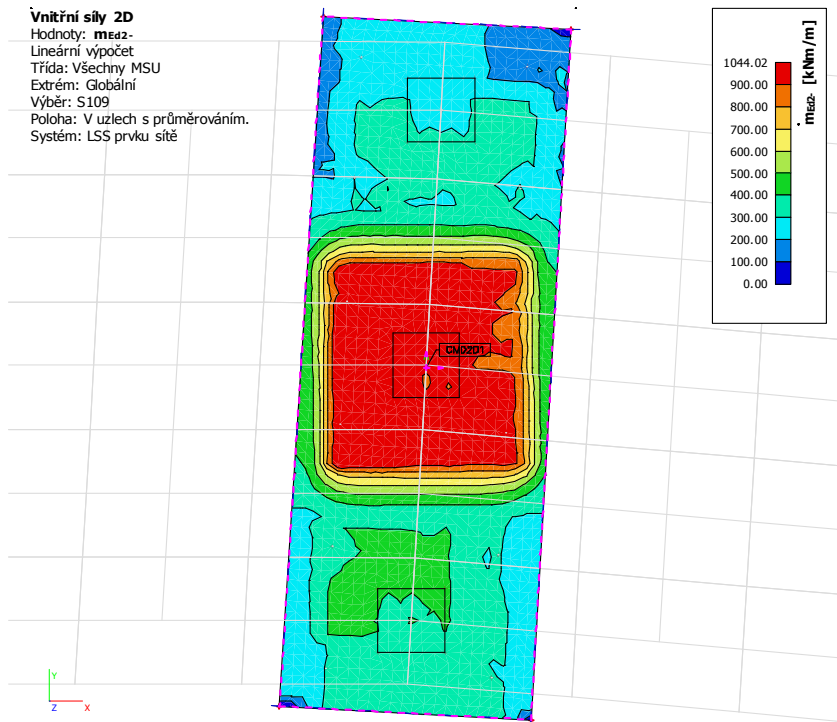 Vnitřní síly 2D
Hodnoty: mEd2-
Lineární výpočet
Třída: Všechny MSU
Extrém: Globální
Výběr: S109
Poloha: V uzlech s průměrováním.
Systém: LSS prvku sítě
mEd2- [kNm/m]
1044.02
900.00
800.00
700.00
600.00
500.00
400.00
300.00
200.00
100.00
0.00
Y
Z
X